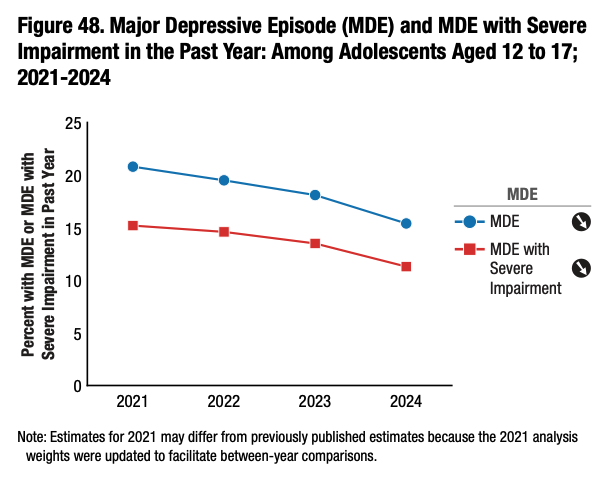 Figure 48. Major Depressive Episode (MDE) and MDE with Severe
Impairment in the Past Year: Among Adolescents Aged 12 to 17;
2021-2024
Percent with MDE or MDE with
Severe Impairment in Past Year
25
20
15
10
5
0
2021
2022
2023
2024
MDE
MDE
MDE with
Severe
Impairment
Note: Estimates for 2021 may differ from previously published estimates because the 2021 analysis
weights were updated to facilitate between-year comparisons.